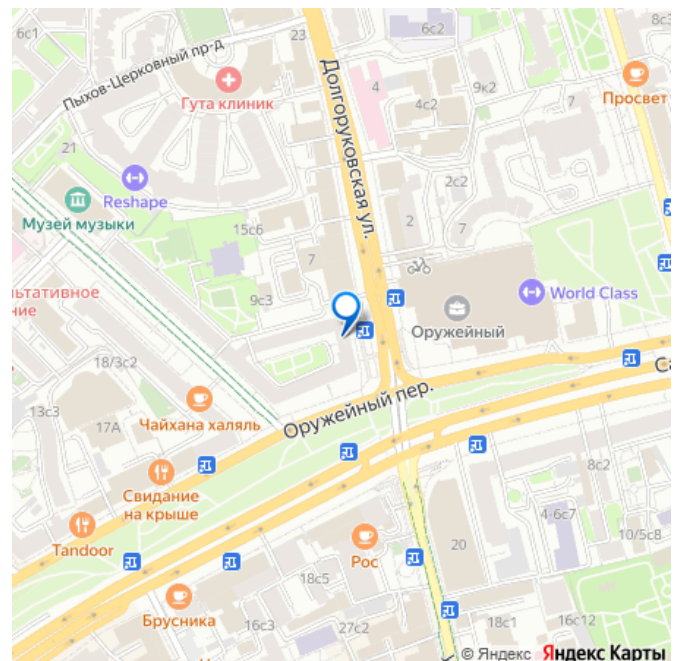 6с1
23
6с2
8с3
Пыхов-Церковный пр-д
Гута клиник
Долгоруковская ул.
4
4с2
9к2
7
Просвет
21
Reshape
2с2
Музей музыки
15с6
2
7
7
льтативное
ние
9с3
World Class
Оружейный
18/3с2
Оружейный пер.
Са
13с3
17А
Чайхана халяль
Свидание
на крыше
8с2
Tandoor
4-6с7
10/5с8
20
Рос
18с5
Брусника
16с3
27с2
18с1
16с12
© Яндекс Яндекс Карты